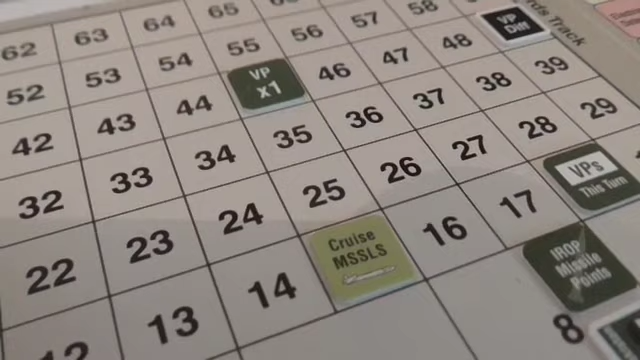 62 63 64 65
52 53 54 55 56 57 58
VP
Diff
VP
x1
42 43 44 46 47 48
32 33 34 35 36 37 38 39
22 23 24 25 26 27 28 29
VPs
This Turn
Cruise
MSSLS
12 13 14 16 17
IROP
Missile
Points
8